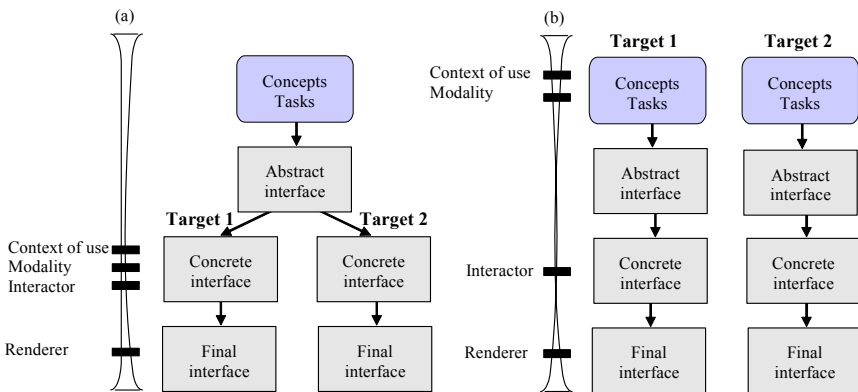 (a)
Concepts
Tasks
Abstract
interface
Target 1
Target 2
Context of use
Modality
Interactor
Concrete
interface
Concrete
interface
Renderer
Final
interface
Final
interface
(b)
Target 1
Target 2
Context of use
Modality
Concepts
Tasks
Concepts
Tasks
Abstract
interface
Abstract
interface
Interactor
Concrete
interface
Concrete
interface
Renderer
Final
interface
Final
interface